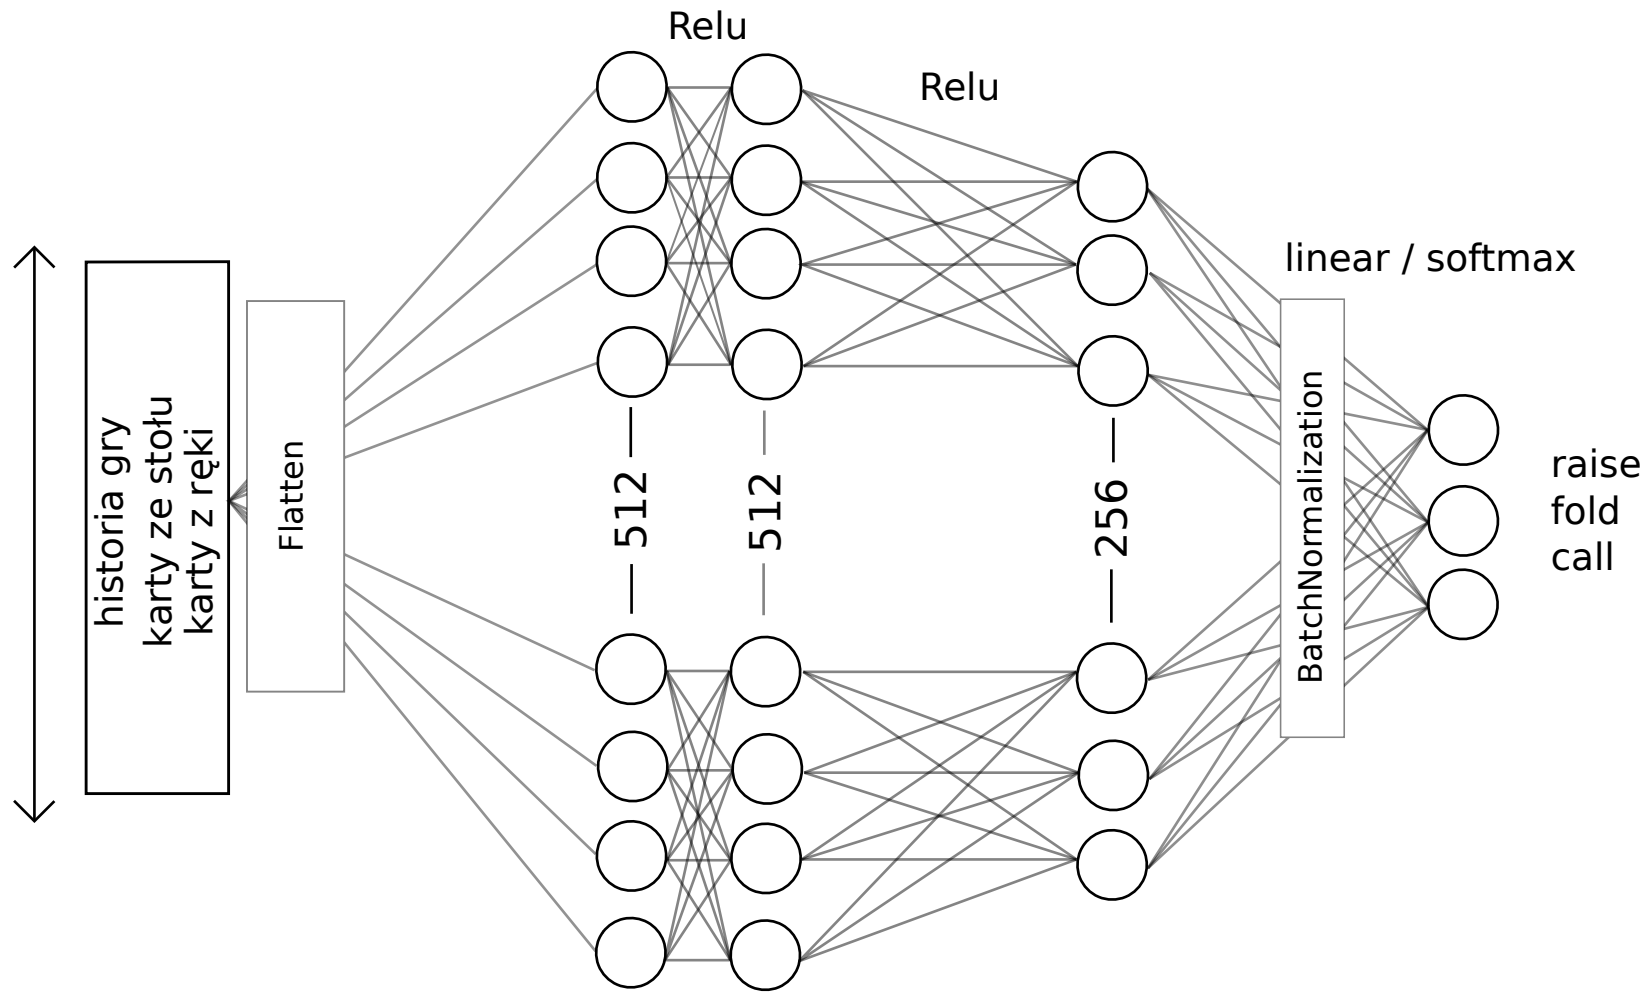 Relu
Relu
linear / softmax
historia gry
karty ze stołu
karty z ręki
Flatten
512
512
256
BatchNormalization
raise
fold
call